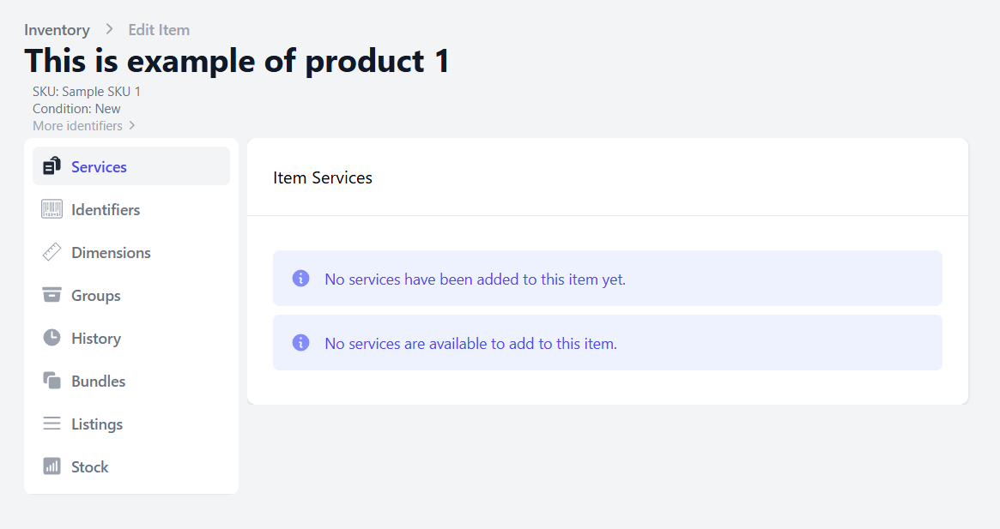 Inventory > Edit Item
This is example of product 1
SKU: Sample SKU 1
Condition: New
More identifiers >
Services
Identifiers
Dimensions
Groups
History
Bundles
Listings
Stock
Item Services
No services have been added to this item yet.
No services are available to add to this item.